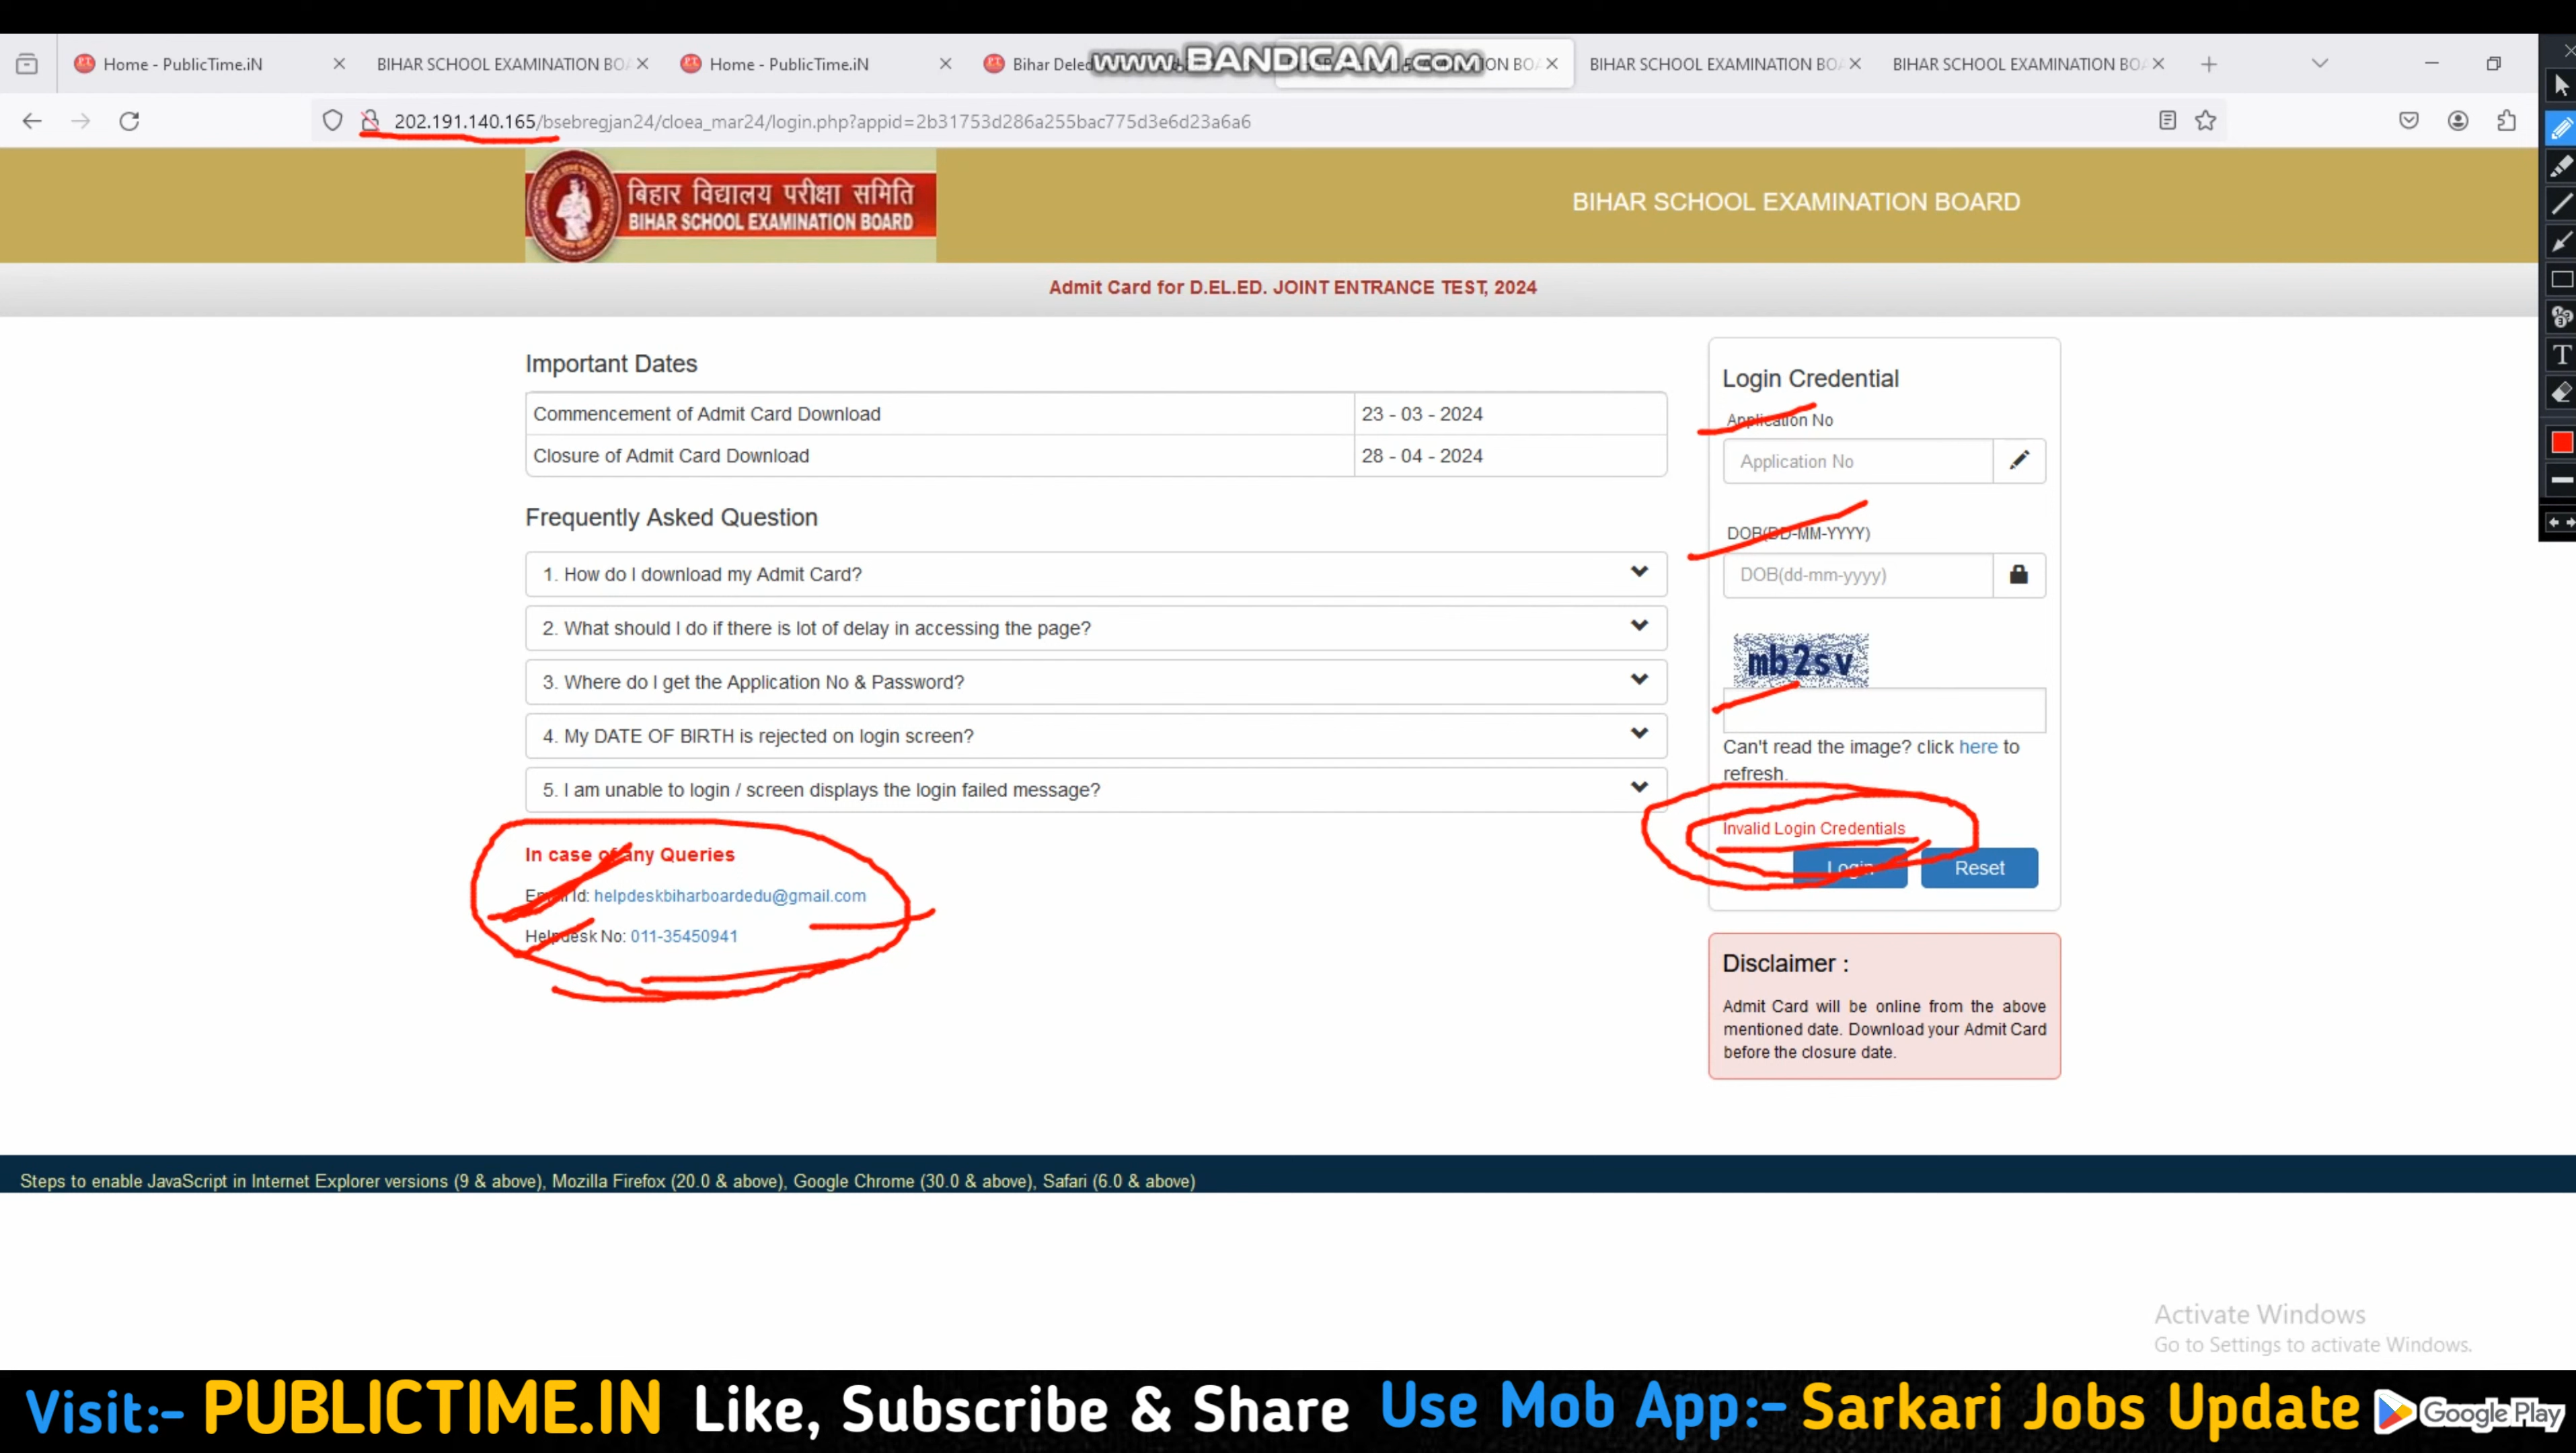 www.BANDICAM.com
Home - PublicTime.iN
BIHAR SCHOOL EXAMINATION BOA
Home - PublicTime.iN
Bihar Deled
EXAMINATION BOA
BIHAR SCHOOL EXAMINATION BOA
BIHAR SCHOOL EXAMINATION BOA
202.191.140.165/bsebregjan24/cloea_mar24/login.php?appid=2b31753d286a255bac775d3e6d23a6a6
बिहार विद्यालय परीक्षा समिति
BIHAR SCHOOL EXAMINATION BOARD
BIHAR SCHOOL EXAMINATION BOARD
Admit Card for D.EL.ED. JOINT ENTRANCE TEST, 2024
Important Dates
Commencement of Admit Card Download 23 - 03 - 2024
Closure of Admit Card Download 28 - 04 - 2024
Frequently Asked Question
1. How do I download my Admit Card?
2. What should I do if there is lot of delay in accessing the page?
3. Where do I get the Application No & Password?
4. My DATE OF BIRTH is rejected on login screen?
5. I am unable to login / screen displays the login failed message?
In case of any Queries
Email Id: helpdeskbiharboardedu@gmail.com
Helpdesk No: 011-35450941
Login Credential
Application No
Application No
DOB(DD-MM-YYYY)
DOB(dd-mm-yyyy)
mb2sv
Can't read the image? click here to
refresh.
Invalid Login Credentials
Login Reset
Disclaimer :
Admit Card will be online from the above
mentioned date. Download your Admit Card
before the closure date.
Steps to enable JavaScript in Internet Explorer versions (9 & above), Mozilla Firefox (20.0 & above), Google Chrome (30.0 & above), Safari (6.0 & above)
Activate Windows
Go to Settings to activate Windows.
Visit:- PUBLICTIME.IN Like, Subscribe & Share Use Mob App:- Sarkari Jobs Update Google Play